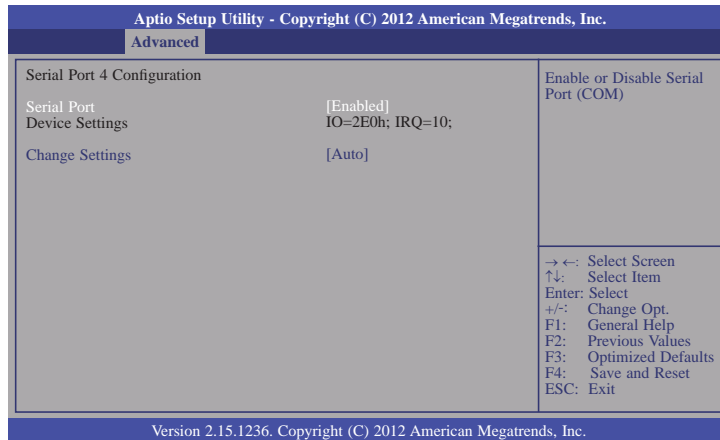 Aptio Setup Utility - Copyright (C) 2012 American Megatrends, Inc.
Advanced
Serial Port 4 Configuration
Serial Port [Enabled]
Device Settings IO=2E0h; IRQ=10;
Change Settings [Auto]
Enable or Disable Serial
Port (COM)
→ ←: Select Screen
↑↓: Select Item
Enter: Select
+/-: Change Opt.
F1: General Help
F2: Previous Values
F3: Optimized Defaults
F4: Save and Reset
ESC: Exit
Version 2.15.1236. Copyright (C) 2012 American Megatrends, Inc.